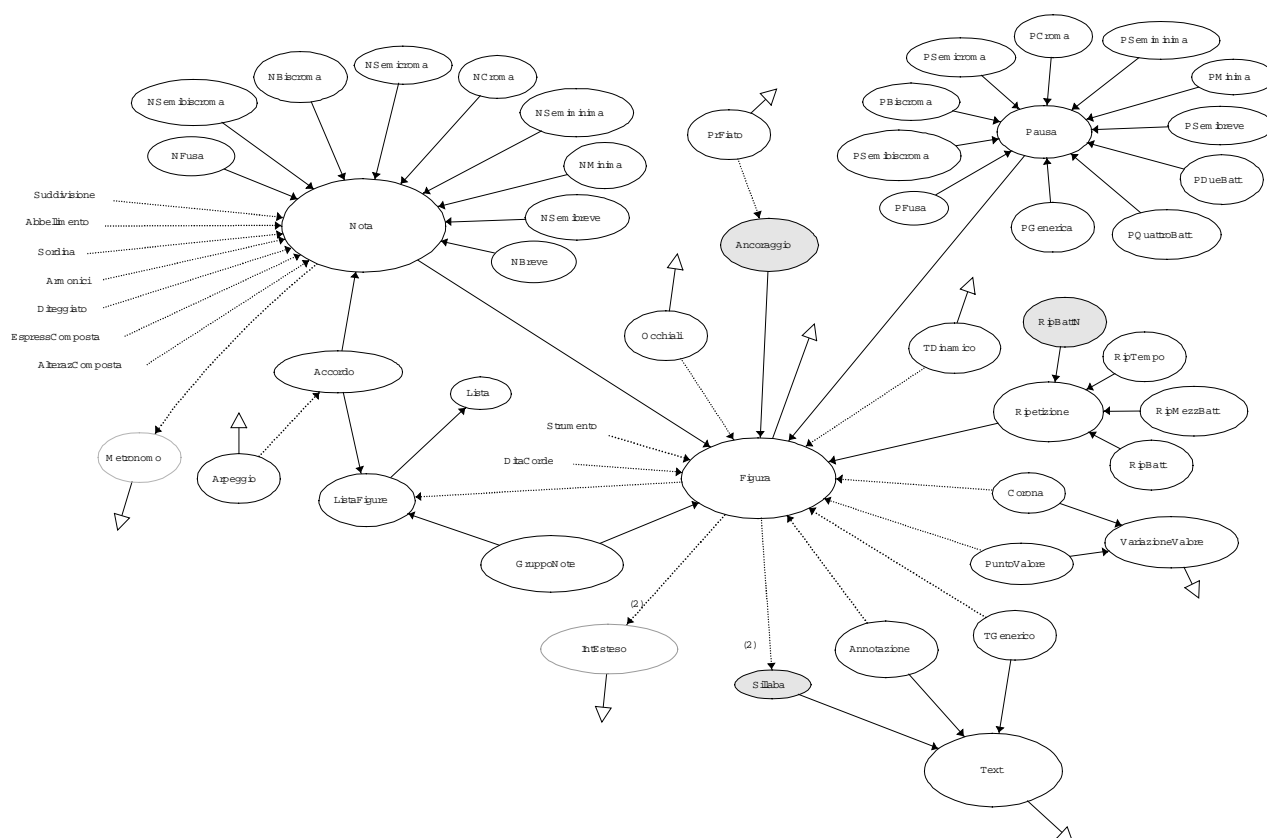 PCroma
PSemiminima
PSemicroma
NSemicroma
NBiscroma
NCroma
PMinima
NSemibiscroma
PBiscroma
NSemiminima
PrFiato
Pausa
PSemibreve
NFusa
PSemibiscroma
NMinima
PDueBatt
Suddivisione
PFusa
Abbellimento
Nota
NSemibreve
PGenerica
PQuattroBatt
Ancoraggio
Sordina
NBreve
Armonici
Diteggiato
RipBattN
EspressComposta
Occhiali
TDinamico
RipTempo
AlterazComposta
Accordo
Lista
Ripetizione
RipMezzBatt
Strumento
Metronomo
DitaCorde
RipBatt
Arpeggio
Figura
ListaFigure
Corona
VariazioneValore
GruppoNote
PuntoValore
(2)
TGenerico
(2)
IntEsteso
Annotazione
Sillaba
Text